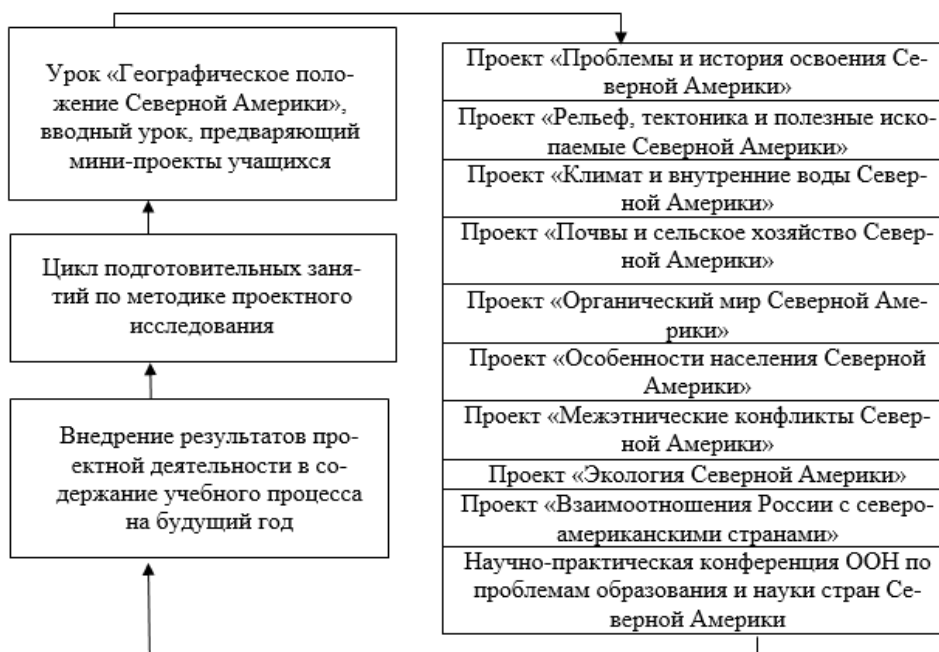 Урок «Географическое поло-
жение Северной Америки»,
вводный урок, предваряющий
мини-проекты учащихся
Цикл подготовительных заня-
тий по методике проектного
исследования
Внедрение результатов про-
ектной деятельности в со-
держание учебного процесса
на будущий год
Проект «Проблемы и история освоения Се-
верной Америки»
Проект «Рельеф, тектоника и полезные иско-
паемые Северной Америки»
Проект «Климат и внутренние воды Север-
ной Америки»
Проект «Почвы и сельское хозяйство Север-
ной Америки»
Проект «Органический мир Северной Аме-
рики»
Проект «Особенности населения Северной
Америки»
Проект «Межэтнические конфликты Север-
ной Америки»
Проект «Экология Северной Америки»
Проект «Взаимоотношения России с северо-
американскими странами»
Научно-практическая конференция ООН по
проблемам образования и науки стран Се-
верной Америки